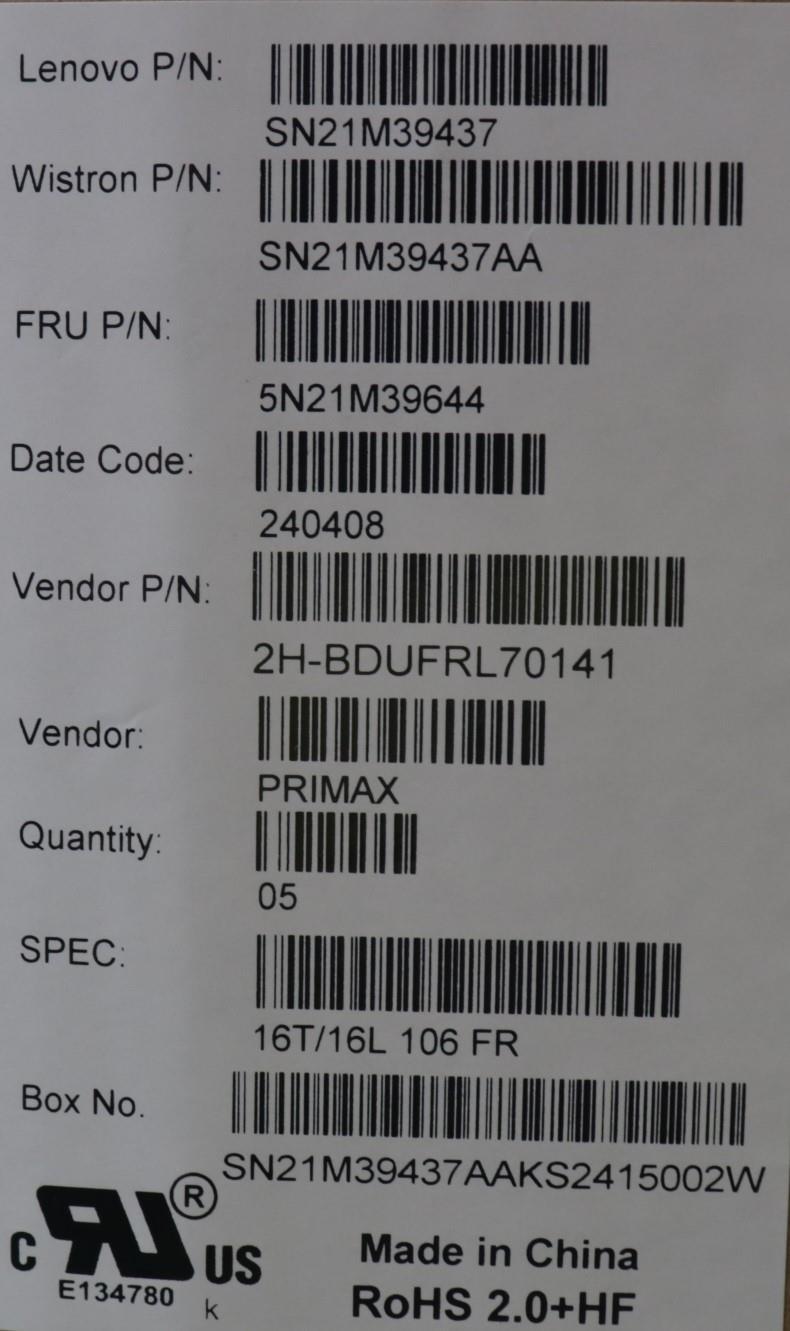 Lenovo P/N:
SN21M39437
Wistron P/N:
SN21M39437AA
FRU P/N:
5N21M39644
Date Code:
240408
Vendor P/N:
2H-BDUFRL70141
Vendor:
PRIMAX
Quantity:
05
SPEC:
16T/16L 106 FR
Box No.
SN21M39437AAKS2415002W
C RU® US
E134780
k
Made in China
RoHS 2.0+HF